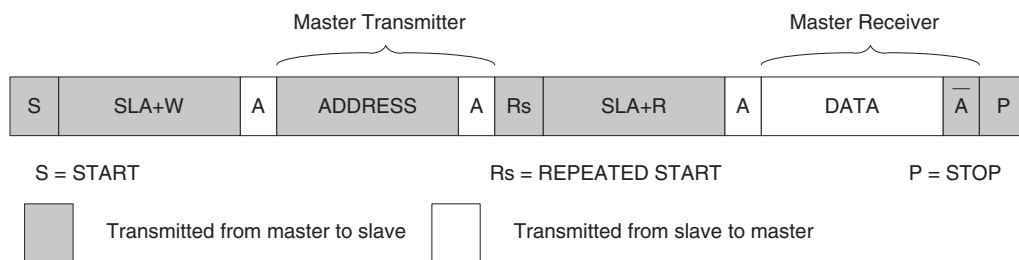 Master Transmitter Master Receiver
S SLA+W A ADDRESS A Rs SLA+R A DATA A̅ P
S = START Rs = REPEATED START P = STOP
Transmitted from master to slave Transmitted from slave to master